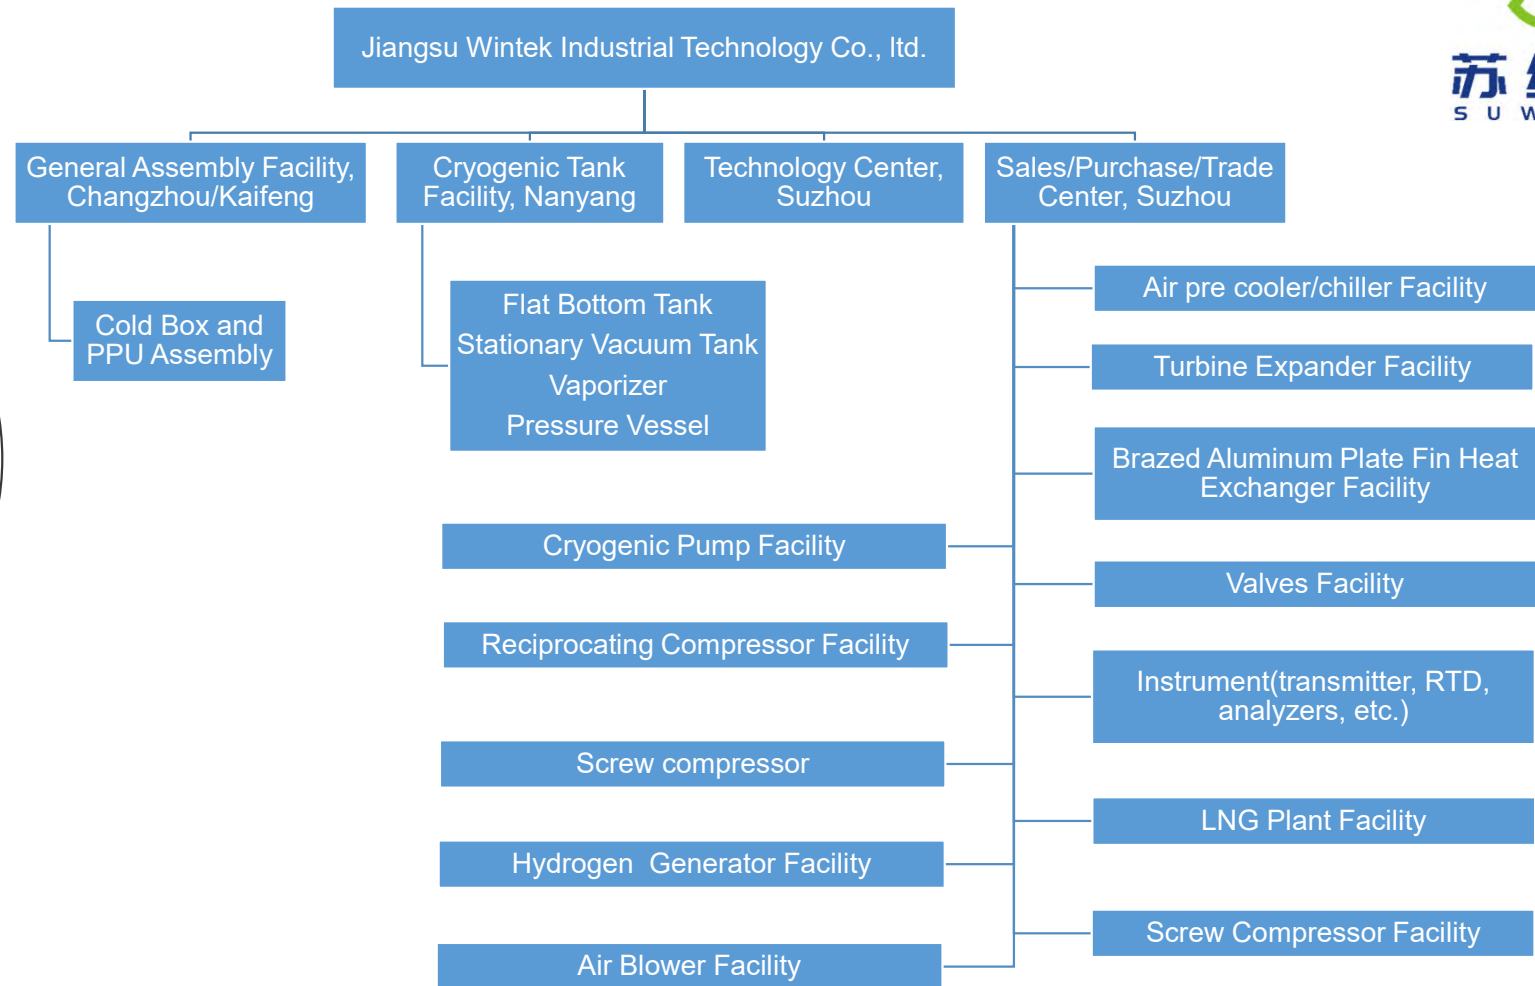 Jiangsu Wintek Industrial Technology Co., ltd.
苏
S U W
General Assembly Facility,
Changzhou/Kaifeng
Cryogenic Tank
Facility, Nanyang
Technology Center,
Suzhou
Sales/Purchase/Trade
Center, Suzhou
Cold Box and
PPU Assembly
Flat Bottom Tank
Stationary Vacuum Tank
Vaporizer
Pressure Vessel
Air pre cooler/chiller Facility
Turbine Expander Facility
Brazed Aluminum Plate Fin Heat
Exchanger Facility
Cryogenic Pump Facility
Valves Facility
Reciprocating Compressor Facility
Instrument(transmitter, RTD,
analyzers, etc.)
Screw compressor
LNG Plant Facility
Hydrogen  Generator Facility
Screw Compressor Facility
Air Blower Facility